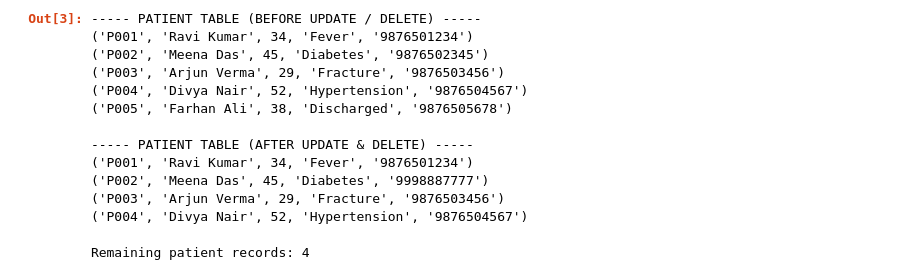 Out[3]: ----- PATIENT TABLE (BEFORE UPDATE / DELETE) -----
('P001', 'Ravi Kumar', 34, 'Fever', '9876501234')
('P002', 'Meena Das', 45, 'Diabetes', '9876502345')
('P003', 'Arjun Verma', 29, 'Fracture', '9876503456')
('P004', 'Divya Nair', 52, 'Hypertension', '9876504567')
('P005', 'Farhan Ali', 38, 'Discharged', '9876505678')

----- PATIENT TABLE (AFTER UPDATE & DELETE) -----
('P001', 'Ravi Kumar', 34, 'Fever', '9876501234')
('P002', 'Meena Das', 45, 'Diabetes', '9998887777')
('P003', 'Arjun Verma', 29, 'Fracture', '9876503456')
('P004', 'Divya Nair', 52, 'Hypertension', '9876504567')

Remaining patient records: 4